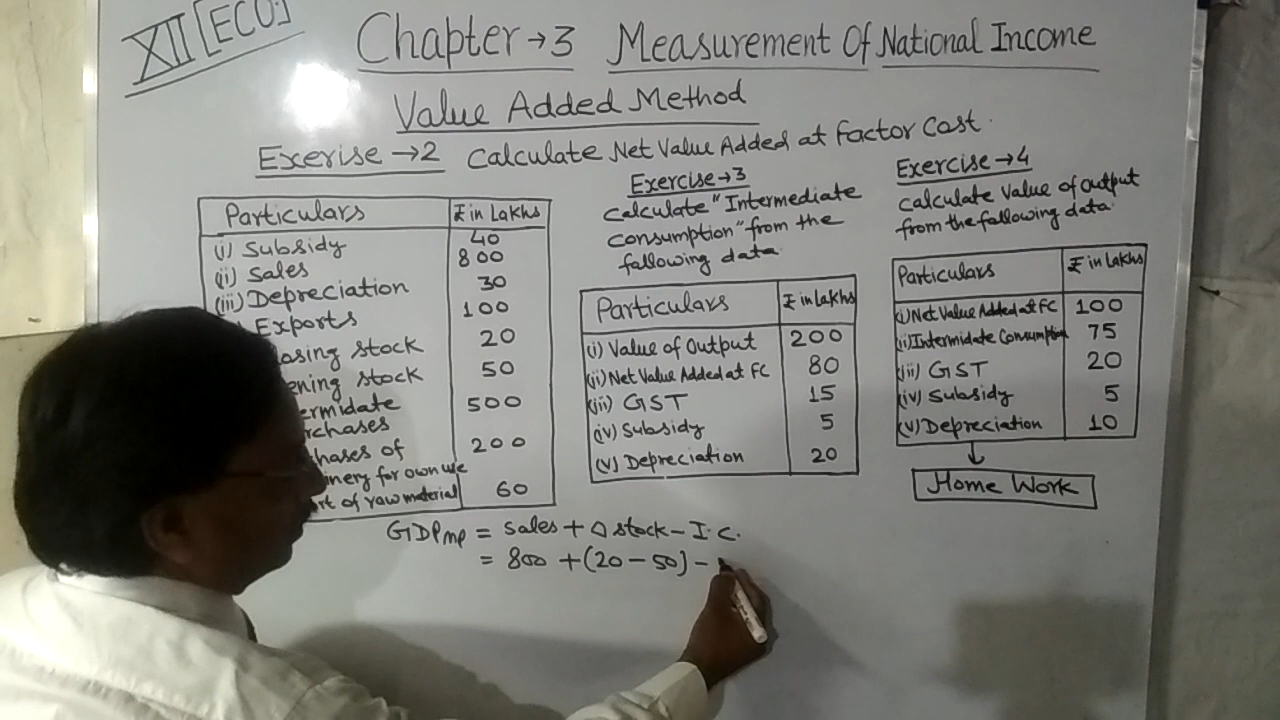 XII [ECO.]
Chapter → 3 Measurement Of National Income
Value Added Method
Exerise → 2 Calculate Net Value Added at Factor Cost.
Particulars ₹ in Lakhs
(i) Subsidy 40
(ii) Sales 800
(iii) Depreciation 30
Exports 100
losing stock 20
ening stock 50
ermidate
rchases 500
hases of 200
inery for own use
rt of raw material 60
Exercise → 3
Calculate "Intermediate
Consumption" from the
following data
Particulars ₹ in Lakhs
(i) Value of Output 200
(ii) Net Value Added at FC 80
(iii) GST 15
(iv) Subsidy 5
(v) Depreciation 20
Exercise → 4
Calculate Value of Output
from the following data
Particulars ₹ in Lakhs
(i) Net Value Added at FC 100
(ii) Intermidate Consumption 75
(iii) GST 20
(iv) Subsidy 5
(v) Depreciation 10
Home Work
GDPMP = Sales + △ stock - I.C.
= 800 + (20 - 50) -